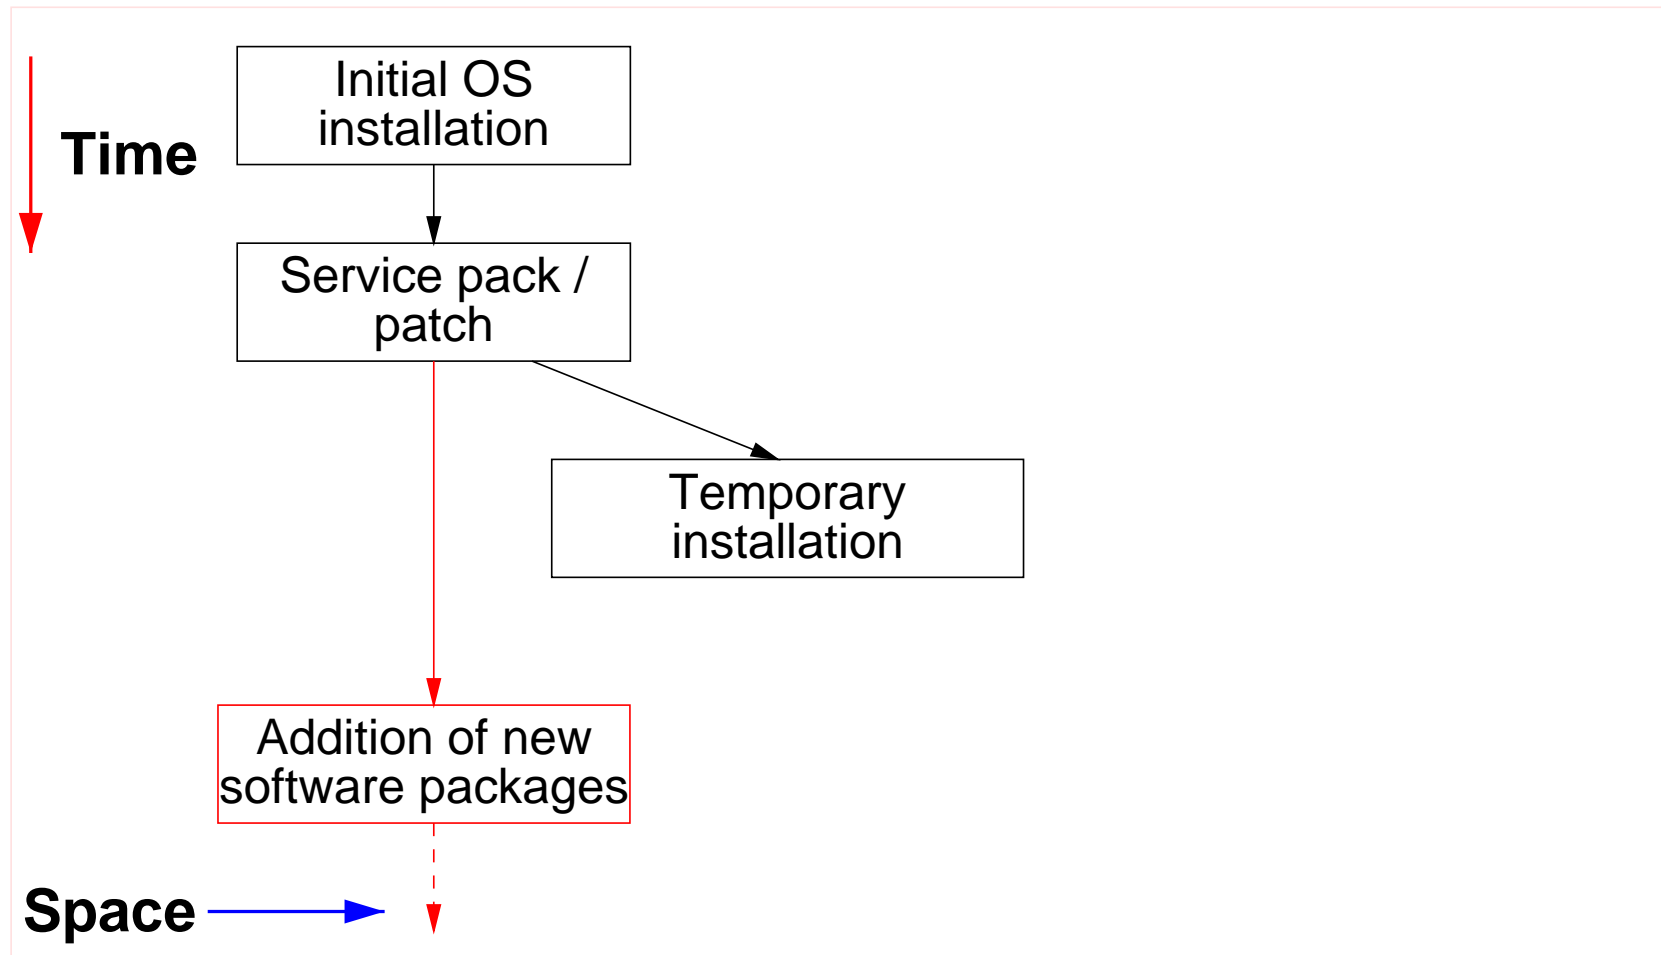 Initial OS
installation
Time
Service pack /
patch
Temporary
installation
Addition of new
software packages
Space